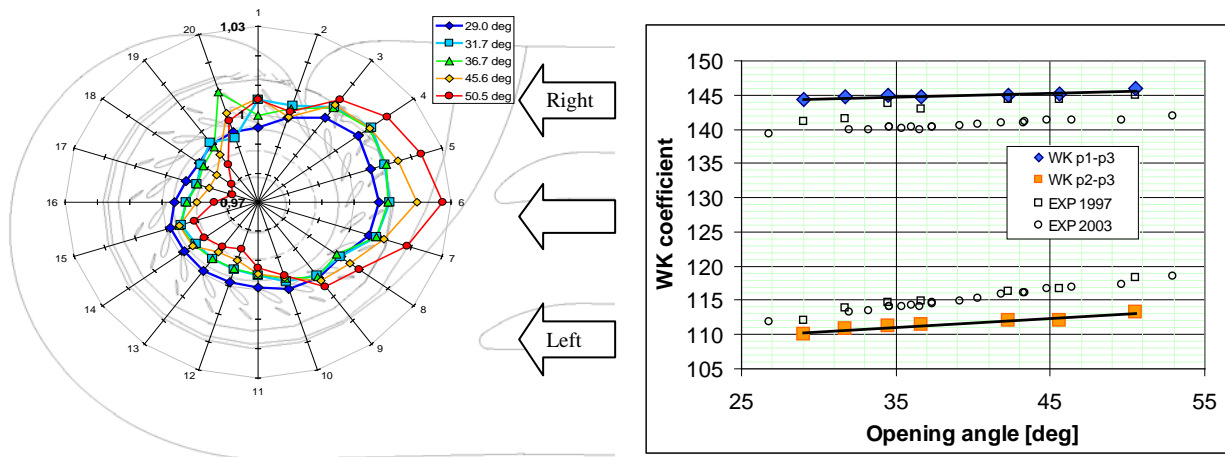 1
2
3
4
5
6
7
8
9
10
11
12
13
14
15
16
17
18
19
20
1,03
1
0,97
29.0 deg
31.7 deg
36.7 deg
45.6 deg
50.5 deg
Right
Left
WK coefficient
150
145
140
135
130
125
120
115
110
105
WK p1-p3
WK p2-p3
EXP 1997
EXP 2003
25
35
45
55
Opening angle [deg]